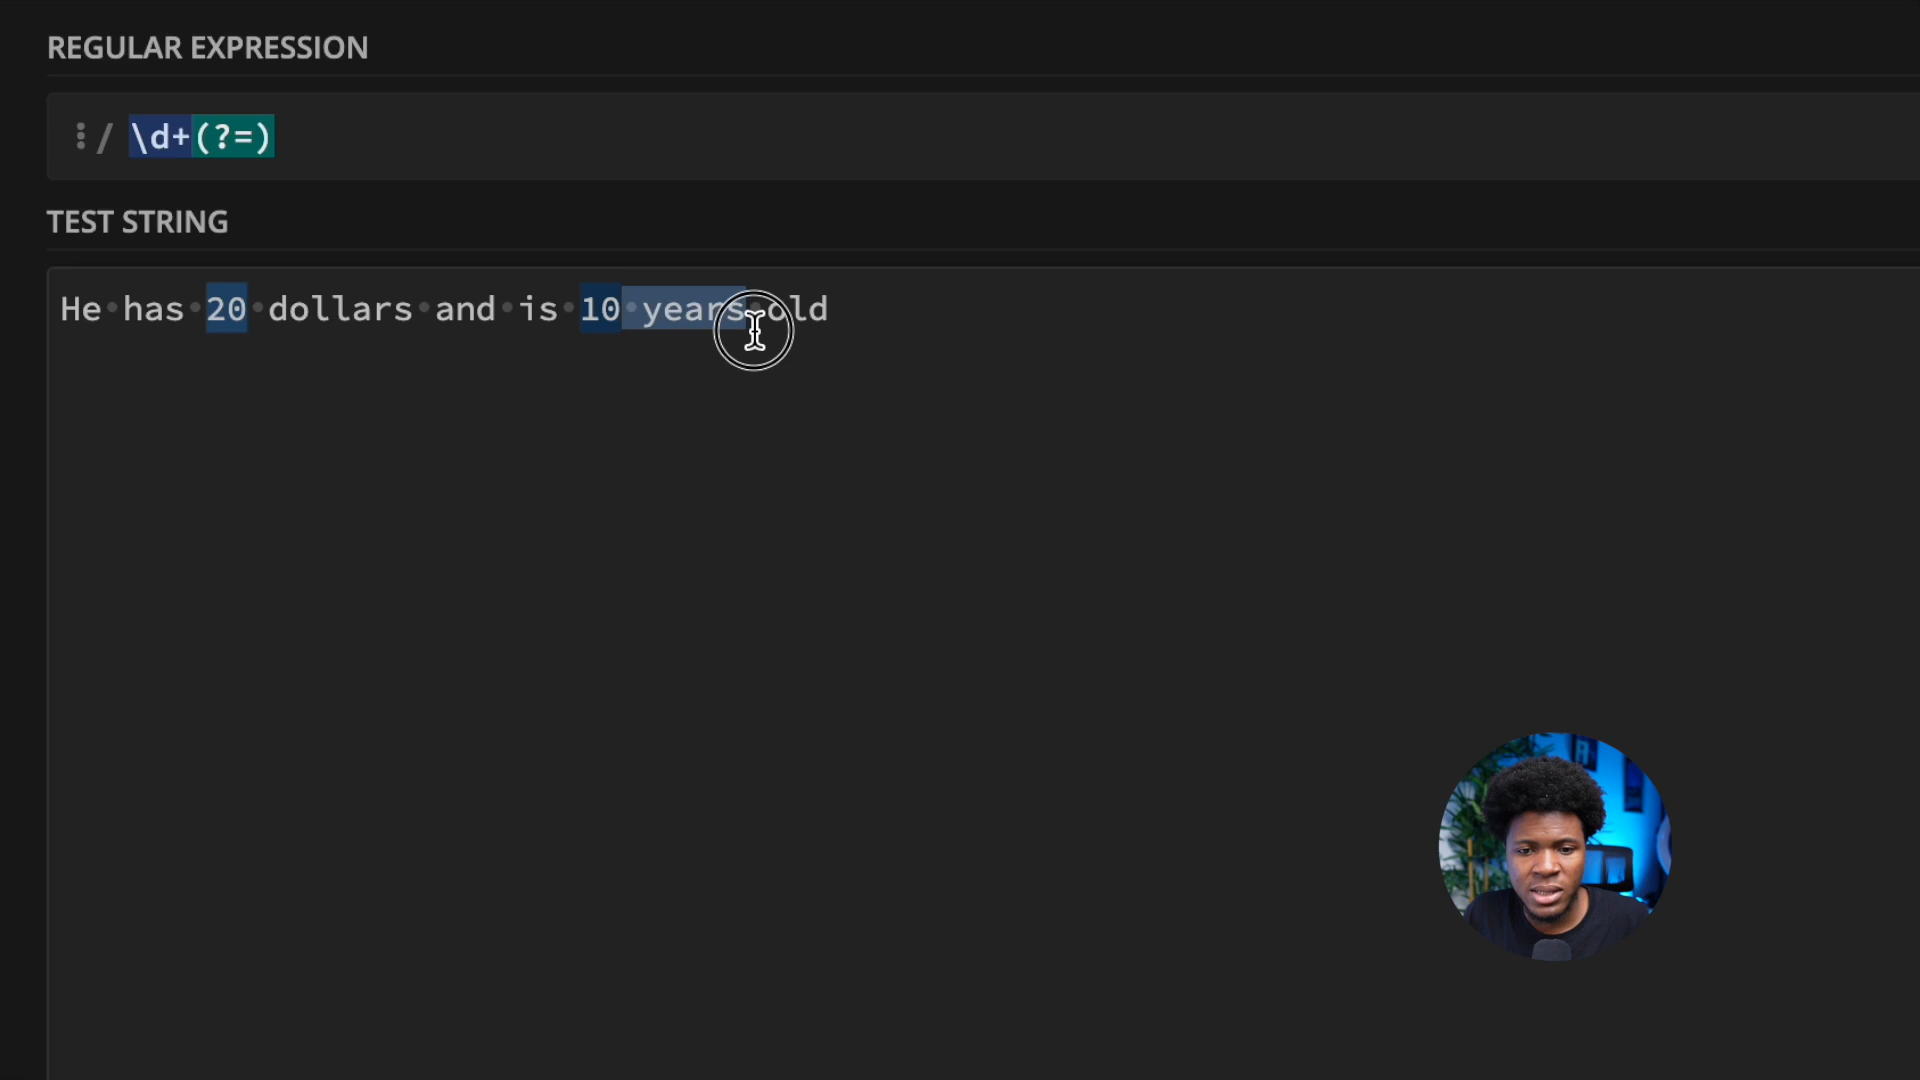 REGULAR EXPRESSION
/ \d+(?=)
TEST STRING
He has 20 dollars and is 10 years old